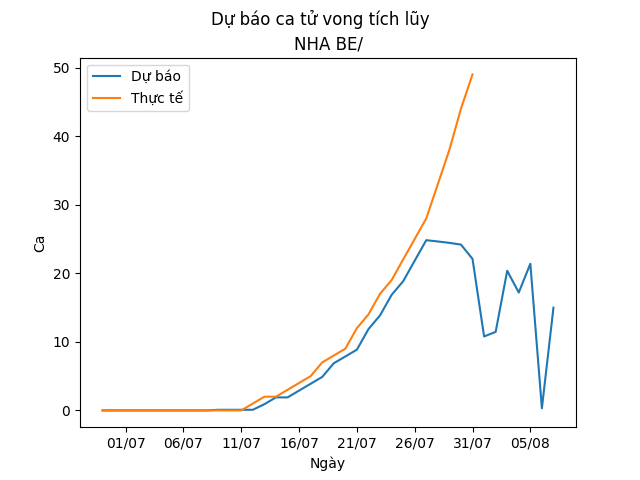 Dự báo ca tử vong tích lũy
NHA BE/
Dự báo
Thực tế
50
40
30
20
10
0
Ca
01/07 06/07 11/07 16/07 21/07 26/07 31/07 05/08
Ngày